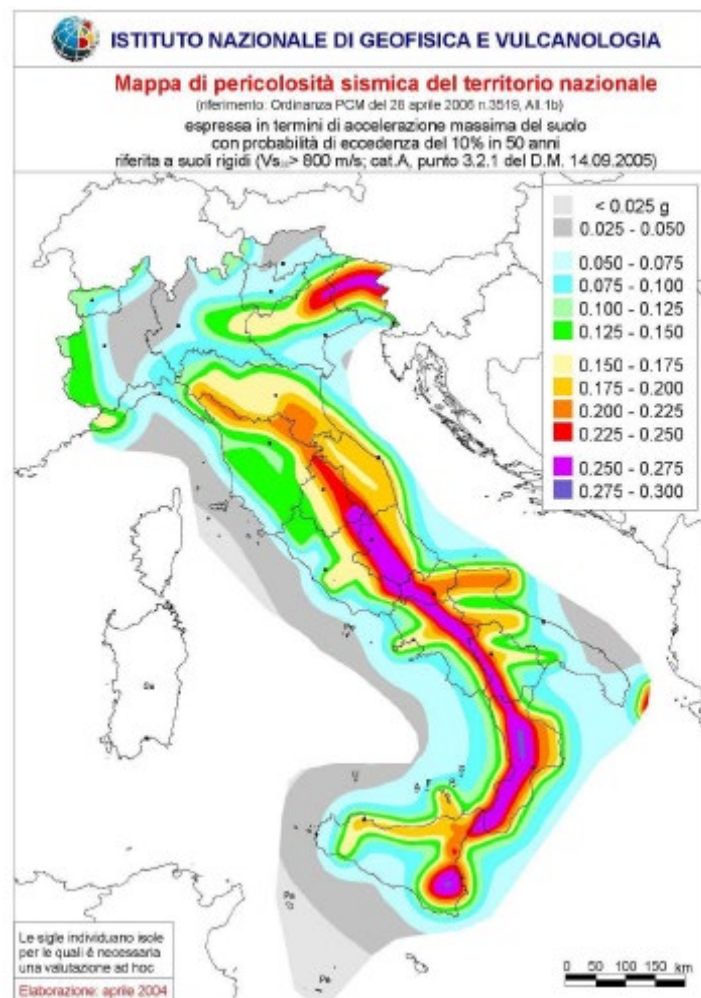 ISTITUTO NAZIONALE DI GEOFISICA E VULCANOLOGIA
Mappa di pericolosità sismica del territorio nazionale
(riferimento: Ordinanza PCM del 28 aprile 2006 n.3519, All.1b)
espressa in termini di accelerazione massima del suolo
con probabilità di eccedenza del 10% in 50 anni
riferita a suoli rigidi (Vs₃₀> 800 m/s; cat.A, punto 3.2.1 del D.M. 14.09.2005)
< 0.025 g
0.025 - 0.050
0.050 - 0.075
0.075 - 0.100
0.100 - 0.125
0.125 - 0.150
0.150 - 0.175
0.175 - 0.200
0.200 - 0.225
0.225 - 0.250
0.250 - 0.275
0.275 - 0.300
U
Pe
Le sigle individuano isole
per le quali è necessaria
una valutazione ad hoc
Elaborazione: aprile 2004
0 50 100 150 km